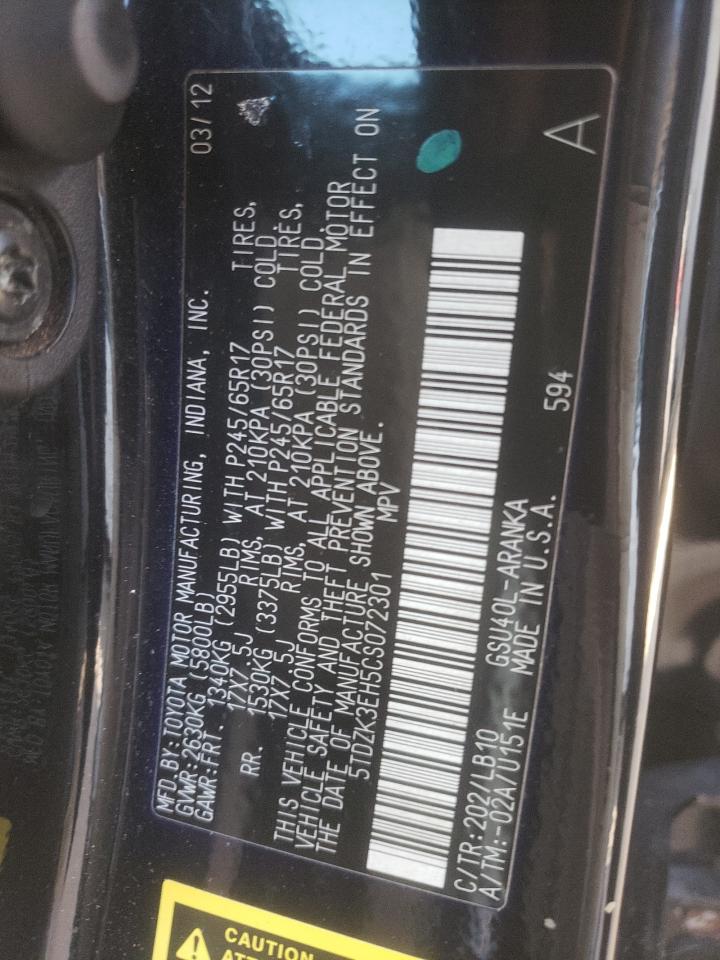 MFD.BY:TOYOTA MOTOR MANUFACTURING, INDIANA, INC. 03/12
GVWR:2630KG (5800LB)
GAWR:FRT. 1340KG (2955LB) WITH P245/65R17 TIRES,
17X7.5J RIMS, AT 210KPA (30PSI) COLD.
RR. 1530KG (3375LB) WITH P245/65R17 TIRES,
17X7.5J RIMS, AT 210KPA (30PSI) COLD.
THIS VEHICLE CONFORMS TO ALL APPLICABLE FEDERAL MOTOR
VEHICLE SAFETY AND THEFT PREVENTION STANDARDS IN EFFECT ON
THE DATE OF MANUFACTURE SHOWN ABOVE.
5TDZK3EH5CS072301 MPV
C/TR:202/LB10 GSU40L-ARANKA 594 A
A/TM:-02A/U151E MADE IN U.S.A.
CAUTION